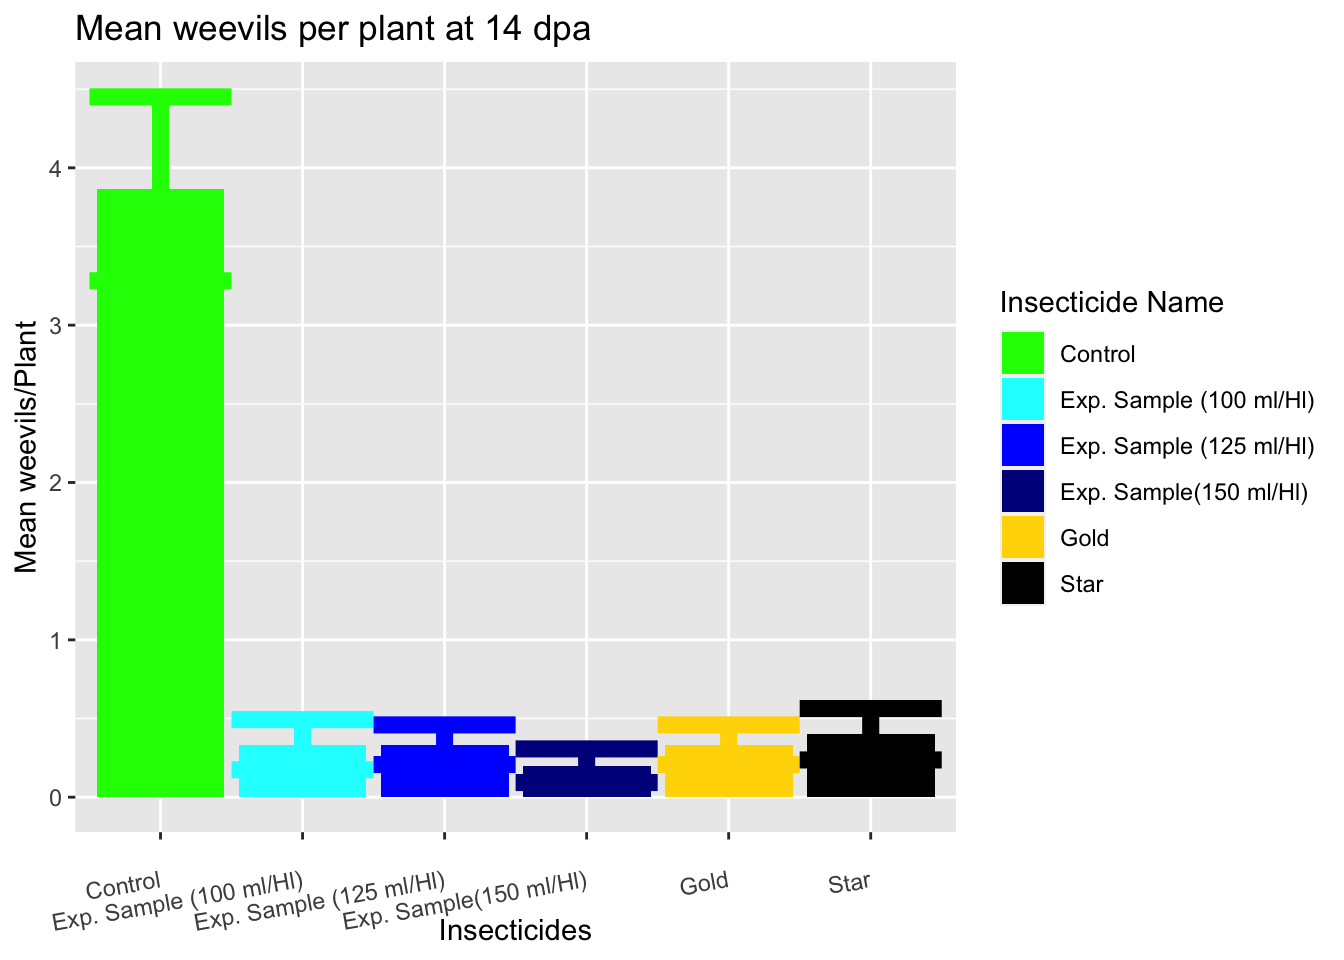 Mean weevils per plant at 14 dpa
Mean weevils/Plant
4
3
2
1
0
Control
Exp. Sample (100 ml/Hl)
Exp. Sample (125 ml/Hl)
Exp. Sample(150 ml/Hl)
Gold
Star
Insecticides
Insecticide Name
Control
Exp. Sample (100 ml/Hl)
Exp. Sample (125 ml/Hl)
Exp. Sample(150 ml/Hl)
Gold
Star